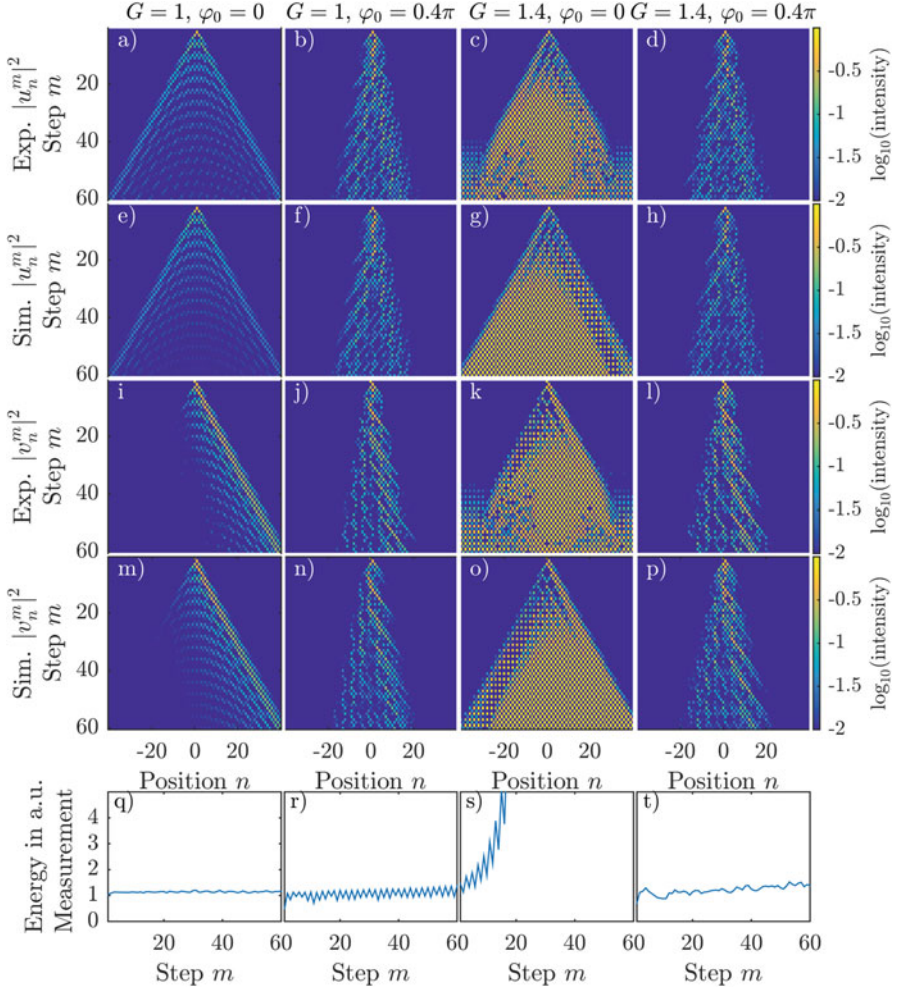 G = 1, φ₀ = 0 G = 1, φ₀ = 0.4π G = 1.4, φ₀ = 0 G = 1.4, φ₀ = 0.4π
Exp. |uₙᵐ|²
Step m
20
40
60
a) b) c) d)
-0.5
-1
-1.5
-2
log₁₀(intensity)
Sim. |uₙᵐ|²
Step m
20
40
60
e) f) g) h)
-0.5
-1
-1.5
-2
log₁₀(intensity)
Exp. |vₙᵐ|²
Step m
20
40
60
i j) k l)
-0.5
-1
-1.5
-2
log₁₀(intensity)
Sim. |vₙᵐ|²
Step m
20
40
60
m) n) o) p)
-0.5
-1
-1.5
-2
log₁₀(intensity)
-20 0 20 -20 0 20 -20 0 20 -20 0 20
Position n Position n Position n Position n
Energy in a.u.
Measurement
4
3
2
1
0
q) r) s) t)
20 40 60 20 40 60 20 40 60 20 40 60
Step m Step m Step m Step m